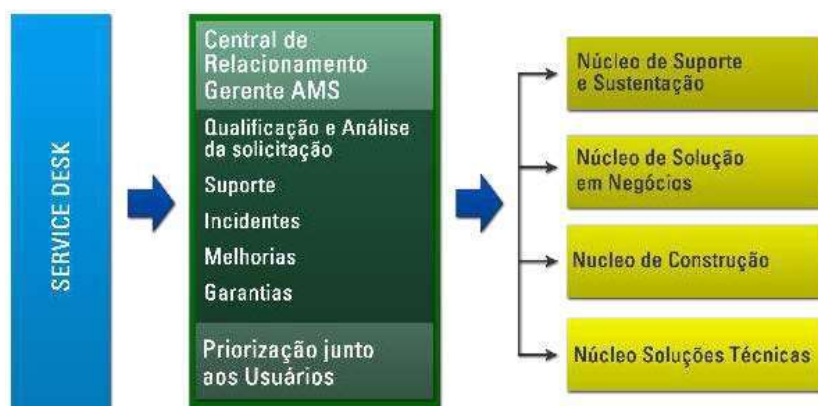 SERVICE DESK
Central de
Relacionamento
Gerente AMS
Qualificação e Análise
da solicitação
Suporte
Incidentes
Melhorias
Garantias
Priorização junto
aos Usuários
Núcleo de Suporte
e Sustentação
Núcleo de Solução
em Negócios
Nucleo de Construção
Núcleo Soluções Técnicas